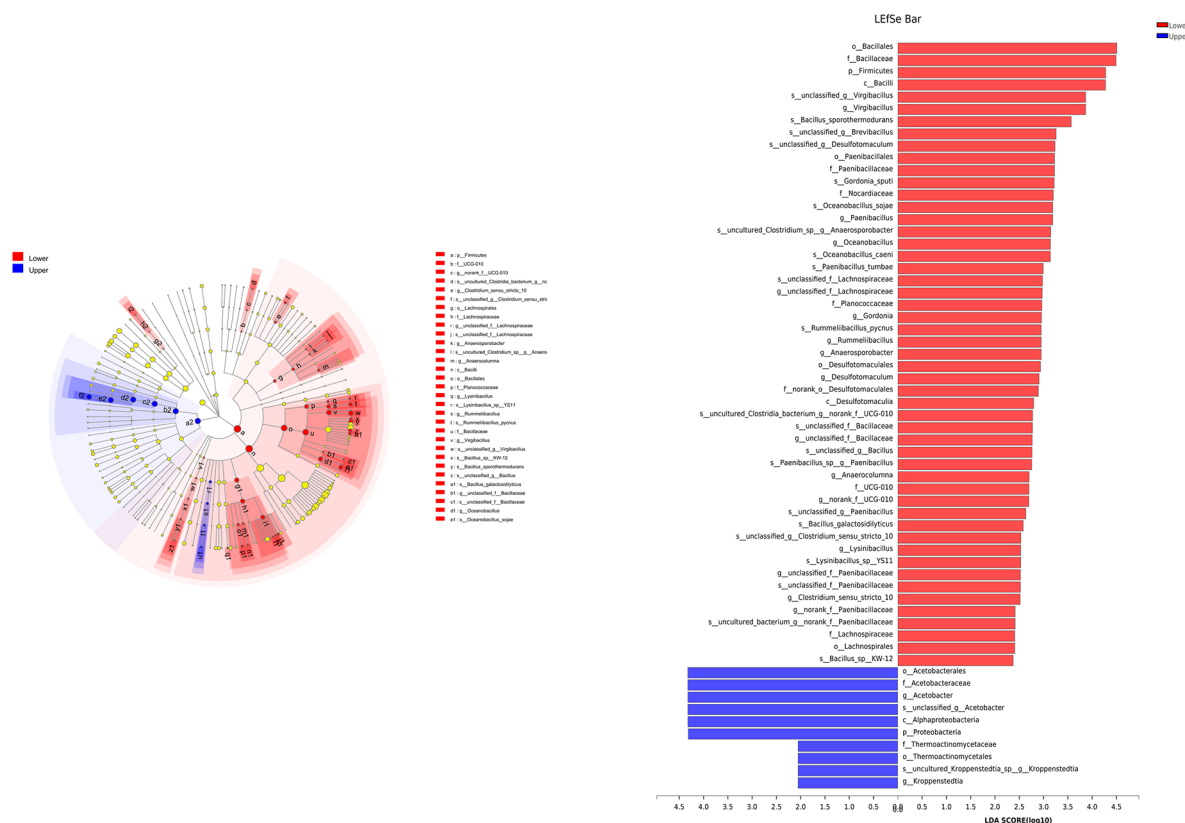 LEfSe Bar
Lowe
Uppe
Lower
Upper
a : p__Firmicutes
b : f__UCG-010
c : g__norank_f__UCG-010
d : s__uncultured_Clostridia_bacterium_g__nc
e : g__Clostridium_sensu_stricto_10
f : s__unclassified_g__Clostridium_sensu_stric
g : o__Lachnospirales
h : f__Lachnospiraceae
i : g__unclassified_f__Lachnospiraceae
j : s__unclassified_f__Lachnospiraceae
k : g__Anaerosporobacter
l : s__uncultured_Clostridium_sp__g__Anaero
m : g__Anaerocolumna
n : c__Bacilli
o : o__Bacillales
p : f__Planococcaceae
q : g__Lysinibacillus
r : s__Lysinibacillus_sp__YS11
s : g__Rummeliibacillus
t : s__Rummeliibacillus_pycnus
u : f__Bacillaceae
v : g__Virgibacillus
w : s__unclassified_g__Virgibacillus
x : s__Bacillus_sp__KW-12
y : s__Bacillus_sporothermodurans
z : s__unclassified_g__Bacillus
a1 : s__Bacillus_galactosidilyticus
b1 : g__unclassified_f__Bacillaceae
c1 : s__unclassified_f__Bacillaceae
d1 : g__Oceanobacillus
e1 : s__Oceanobacillus_sojae
o__Bacillales
f__Bacillaceae
p__Firmicutes
c__Bacilli
s__unclassified_g__Virgibacillus
g__Virgibacillus
s__Bacillus_sporothermodurans
s__unclassified_g__Brevibacillus
s__unclassified_g__Desulfotomaculum
o__Paenibacillales
f__Paenibacillaceae
s__Gordonia_sputi
f__Nocardiaceae
s__Oceanobacillus_sojae
g__Paenibacillus
s__uncultured_Clostridium_sp__g__Anaerosporobacter
g__Oceanobacillus
s__Oceanobacillus_caeni
s__Paenibacillus_tumbae
s__unclassified_f__Lachnospiraceae
g__unclassified_f__Lachnospiraceae
f__Planococcaceae
g__Gordonia
s__Rummeliibacillus_pycnus
g__Rummeliibacillus
g__Anaerosporobacter
o__Desulfotomaculales
g__Desulfotomaculum
f__norank_o__Desulfotomaculales
c__Desulfotomaculia
s__uncultured_Clostridia_bacterium_g__norank_f__UCG-010
s__unclassified_f__Bacillaceae
g__unclassified_f__Bacillaceae
s__unclassified_g__Bacillus
s__Paenibacillus_sp__g__Paenibacillus
g__Anaerocolumna
f__UCG-010
g__norank_f__UCG-010
s__unclassified_g__Paenibacillus
s__Bacillus_galactosidilyticus
s__unclassified_g__Clostridium_sensu_stricto_10
g__Lysinibacillus
s__Lysinibacillus_sp__YS11
g__unclassified_f__Paenibacillaceae
s__unclassified_f__Paenibacillaceae
g__Clostridium_sensu_stricto_10
g__norank_f__Paenibacillaceae
s__uncultured_bacterium_g__norank_f__Paenibacillaceae
f__Lachnospiraceae
o__Lachnospirales
s__Bacillus_sp__KW-12
o__Acetobacterales
f__Acetobacteraceae
g__Acetobacter
s__unclassified_g__Acetobacter
c__Alphaproteobacteria
p__Proteobacteria
f__Thermoactinomycetaceae
o__Thermoactinomycetales
s__uncultured_Kroppenstedtia_sp__g__Kroppenstedtia
g__Kroppenstedtia
4.5 4.0 3.5 3.0 2.5 2.0 1.5 1.0 0.5 0.0 0.5 1.0 1.5 2.0 2.5 3.0 3.5 4.0 4.5
LDA SCORE(log10)